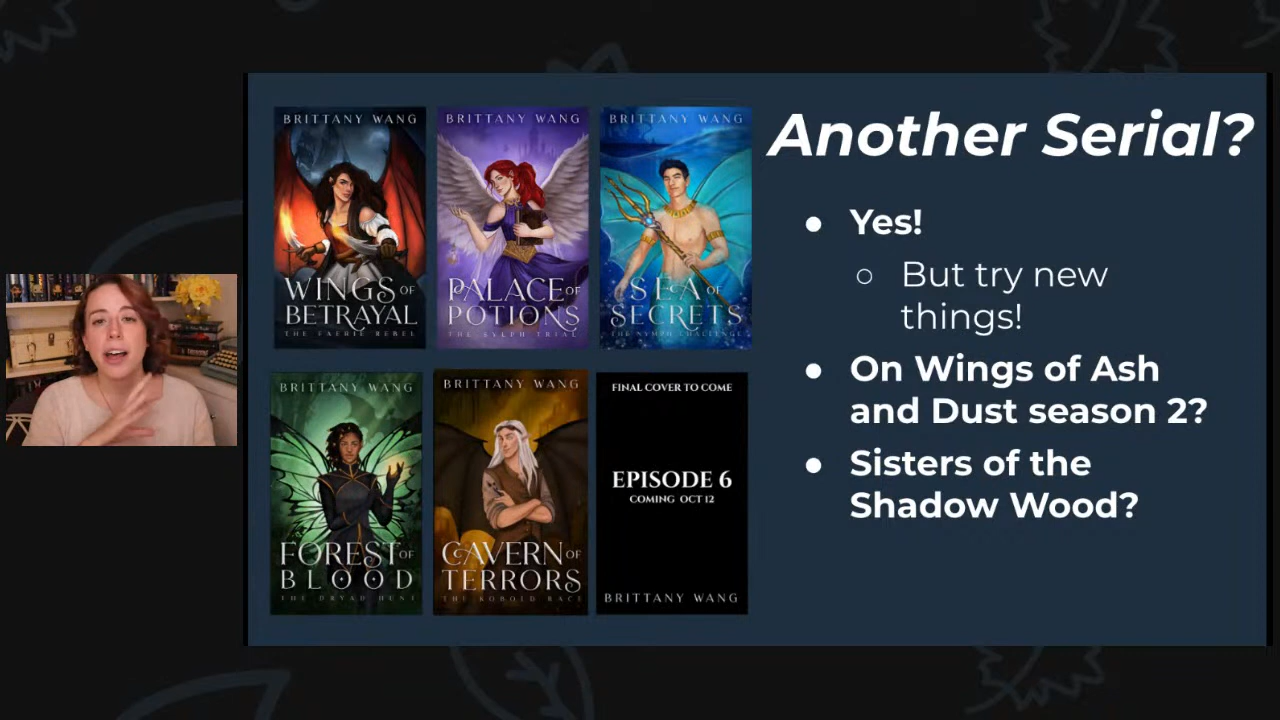 BRITTANY WANG
WINGS OF
BETRAYAL
THE FAERIE REBEL
BRITTANY WANG
PALACE OF
POTIONS
THE SYLPH TRIAL
BRITTANY WANG
SEA OF
SECRETS
THE NYMPH CHALLENGE
BRITTANY WANG
FOREST OF
BLOOD
THE DRYAD HUNT
BRITTANY WANG
CAVERN OF
TERRORS
THE KOBOLD RACE
FINAL COVER TO COME
EPISODE 6
COMING OCT 12
BRITTANY WANG
Another Serial?
● Yes!
○ But try new
things!
● On Wings of Ash
and Dust season 2?
● Sisters of the
Shadow Wood?